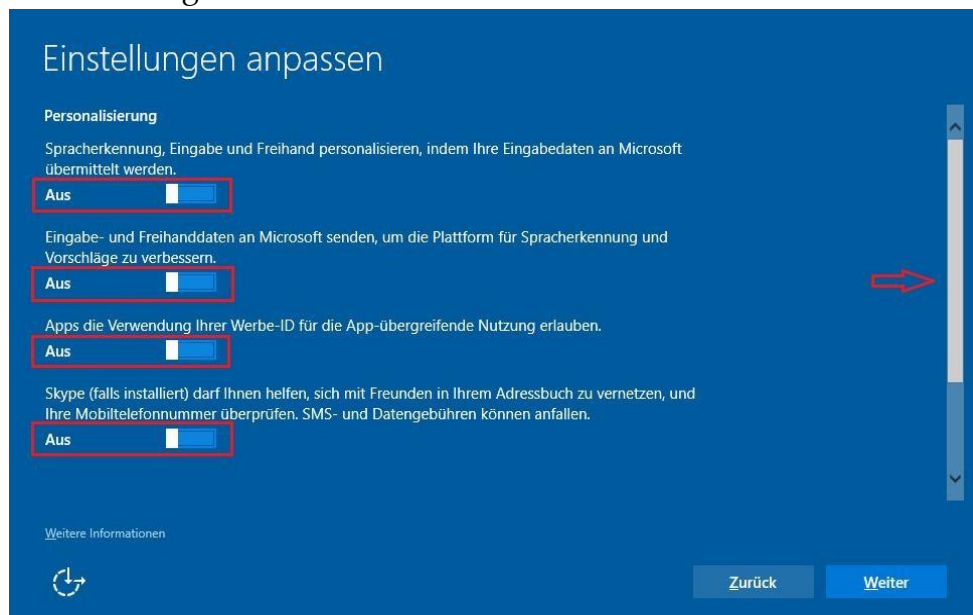 Einstellungen anpassen
Personalisierung
Spracherkennung, Eingabe und Freihand personalisieren, indem Ihre Eingabedaten an Microsoft
übermittelt werden.
Aus
Eingabe- und Freihanddaten an Microsoft senden, um die Plattform für Spracherkennung und
Vorschläge zu verbessern.
Aus
Apps die Verwendung Ihrer Werbe-ID für die App-übergreifende Nutzung erlauben.
Aus
Skype (falls installiert) darf Ihnen helfen, sich mit Freunden in Ihrem Adressbuch zu vernetzen, und
Ihre Mobiltelefonnummer überprüfen. SMS- und Datengebühren können anfallen.
Aus
Weitere Informationen
Zurück
Weiter